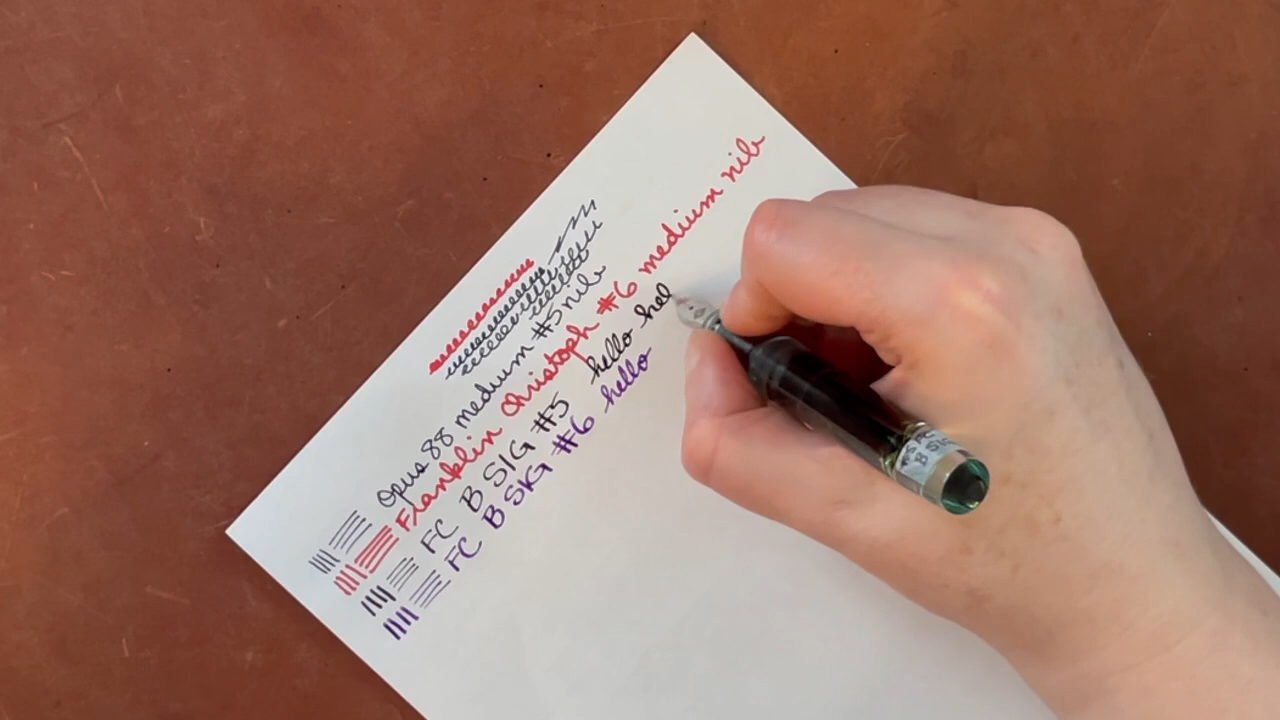 Opus 88 medium #5 nib
Franklin Christoph #6 medium nib
FC B SIG #5 hello hel
FC B SIG #6 hello
B SIG